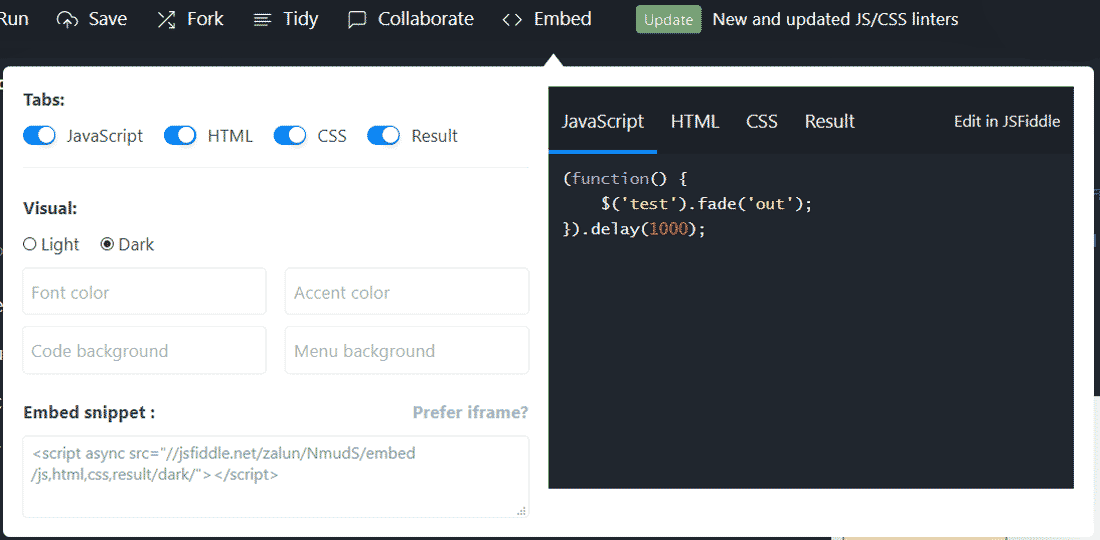 Run Save Fork Tidy Collaborate Embed Update New and updated JS/CSS linters
Tabs:
JavaScript HTML CSS Result
Visual:
Light Dark
Font color Accent color
Code background Menu background
Embed snippet : Prefer iframe?
<script async src="//jsfiddle.net/zalun/NmudS/embed
/js,html,css,result/dark/"></script>
JavaScript HTML CSS Result Edit in JSFiddle
(function() {
    $('test').fade('out');
}).delay(1000);